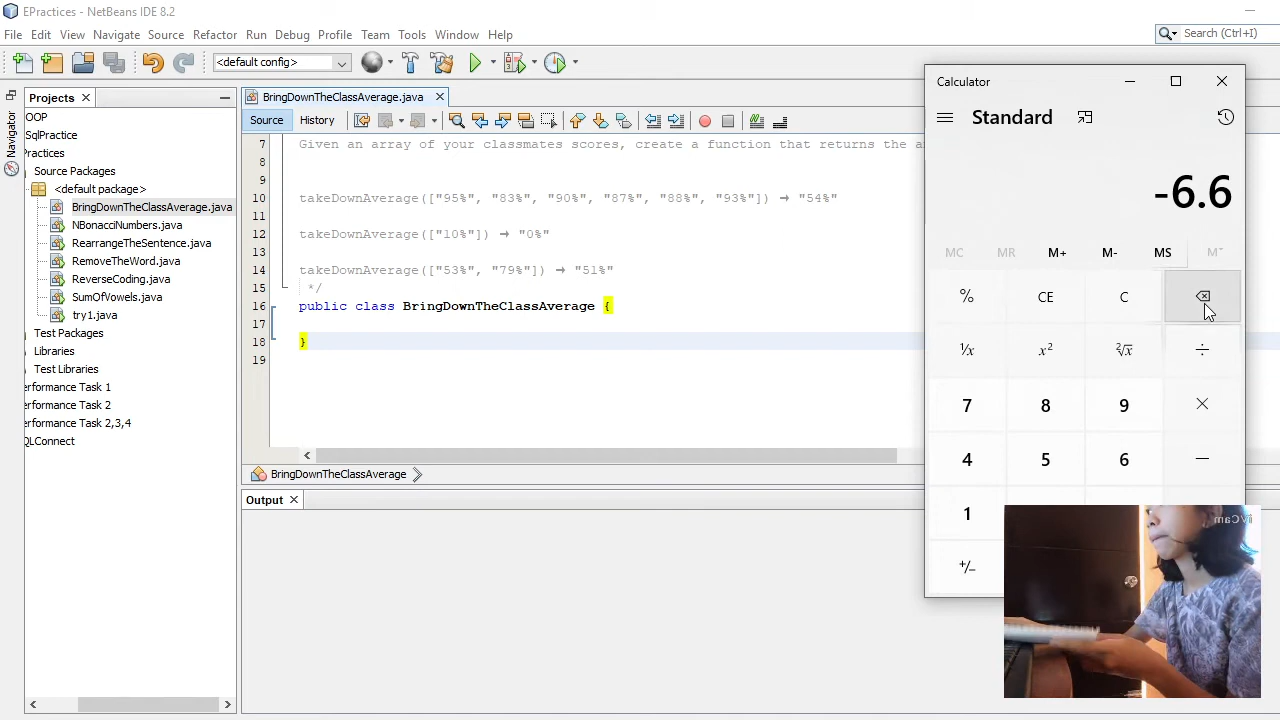 EPractices - NetBeans IDE 8.2
File Edit View Navigate Source Refactor Run Debug Profile Team Tools Window Help
Search (Ctrl+I)
<default config>
Projects
Navigator
OOP
SqlPractice
Practices
Source Packages
<default package>
BringDownTheClassAverage.java
NBonacciNumbers.java
RearrangeTheSentence.java
RemoveTheWord.java
ReverseCoding.java
SumOfVowels.java
try1.java
Test Packages
Libraries
Test Libraries
erformance Task 1
erformance Task 2
erformance Task 2,3,4
QLConnect
BringDownTheClassAverage.java
Source History
7 Given an array of your classmates scores, create a function that returns the a
8
9
10 takeDownAverage(["95%", "83%", "90%", "87%", "88%", "93%"]) → "54%"
11
12 takeDownAverage(["10%"]) → "0%"
13
14 takeDownAverage(["53%", "79%"]) → "51%"
15 */
16 public class BringDownTheClassAverage {
17
18 }
19
BringDownTheClassAverage
Output
Calculator
Standard
-6.6
MC MR M+ M- MS M˅
% CE C
¹/x x² ²√x ÷
7 8 9 ×
4 5 6 −
1
+/−
iVCam